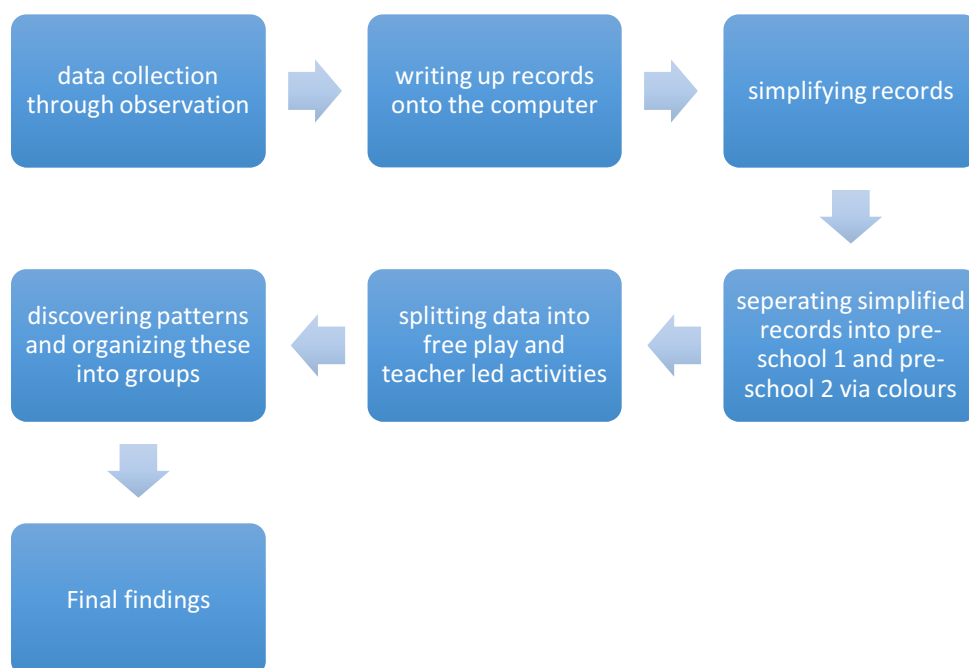 data collection
through observation
writing up records
onto the computer
simplifying records
seperating simplified
records into pre-
school 1 and pre-
school 2 via colours
splitting data into
free play and
teacher led activities
discovering patterns
and organizing these
into groups
Final findings